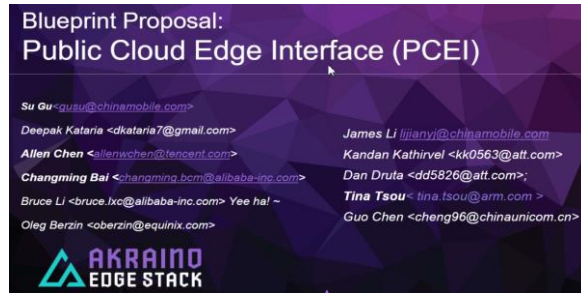 Blueprint Proposal:
Public Cloud Edge Interface (PCEI)
Su Gu<gusu@chinamobile.com>
Deepak Kataria <dkataria7@gmail.com>
Allen Chen <allenwchen@tencent.com>
Changming Bai <changming.bcm@alibaba-inc.com>
Bruce Li <bruce.lxc@alibaba-inc.com> Yee ha! ~
Oleg Berzin <oberzin@equinix.com>
James Li lijianyj@chinamobile.com
Kandan Kathirvel <kk0563@att.com>
Dan Druta <dd5826@att.com>;
Tina Tsou< tina.tsou@arm.com >
Guo Chen <cheng96@chinaunicom.cn>
AKRAINO
EDGE STACK